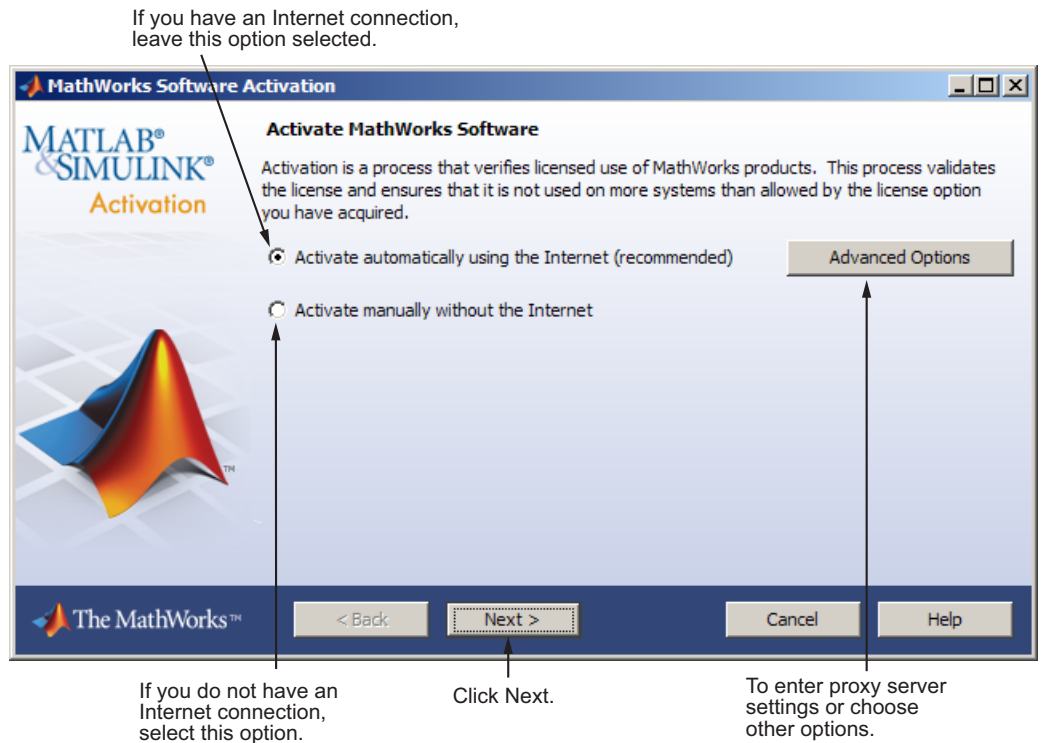 If you have an Internet connection,
leave this option selected.
MathWorks Software Activation
MATLAB®
&SIMULINK®
Activation
Activate MathWorks Software
Activation is a process that verifies licensed use of MathWorks products. This process validates
the license and ensures that it is not used on more systems than allowed by the license option
you have acquired.
Activate automatically using the Internet (recommended)
Advanced Options
Activate manually without the Internet
TM
The MathWorks™
< Back
Next >
Cancel
Help
If you do not have an
Internet connection,
select this option.
Click Next.
To enter proxy server
settings or choose
other options.